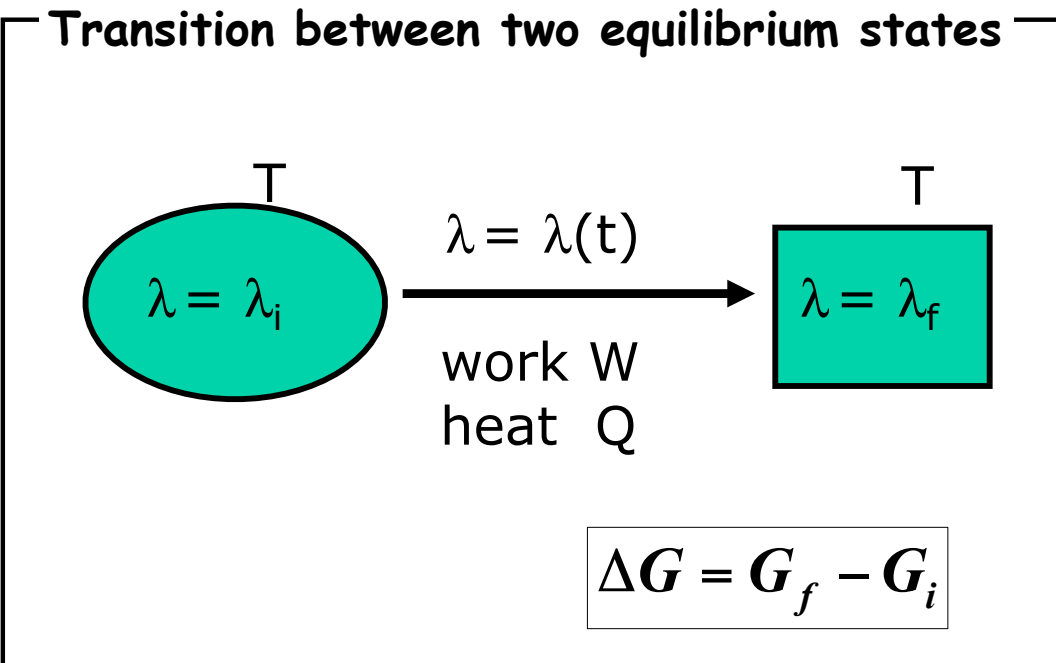 Transition between two equilibrium states
T
T
λ = λ(t)
λ = λᵢ
λ = λf
work W
heat Q
ΔG = Gf − Gi